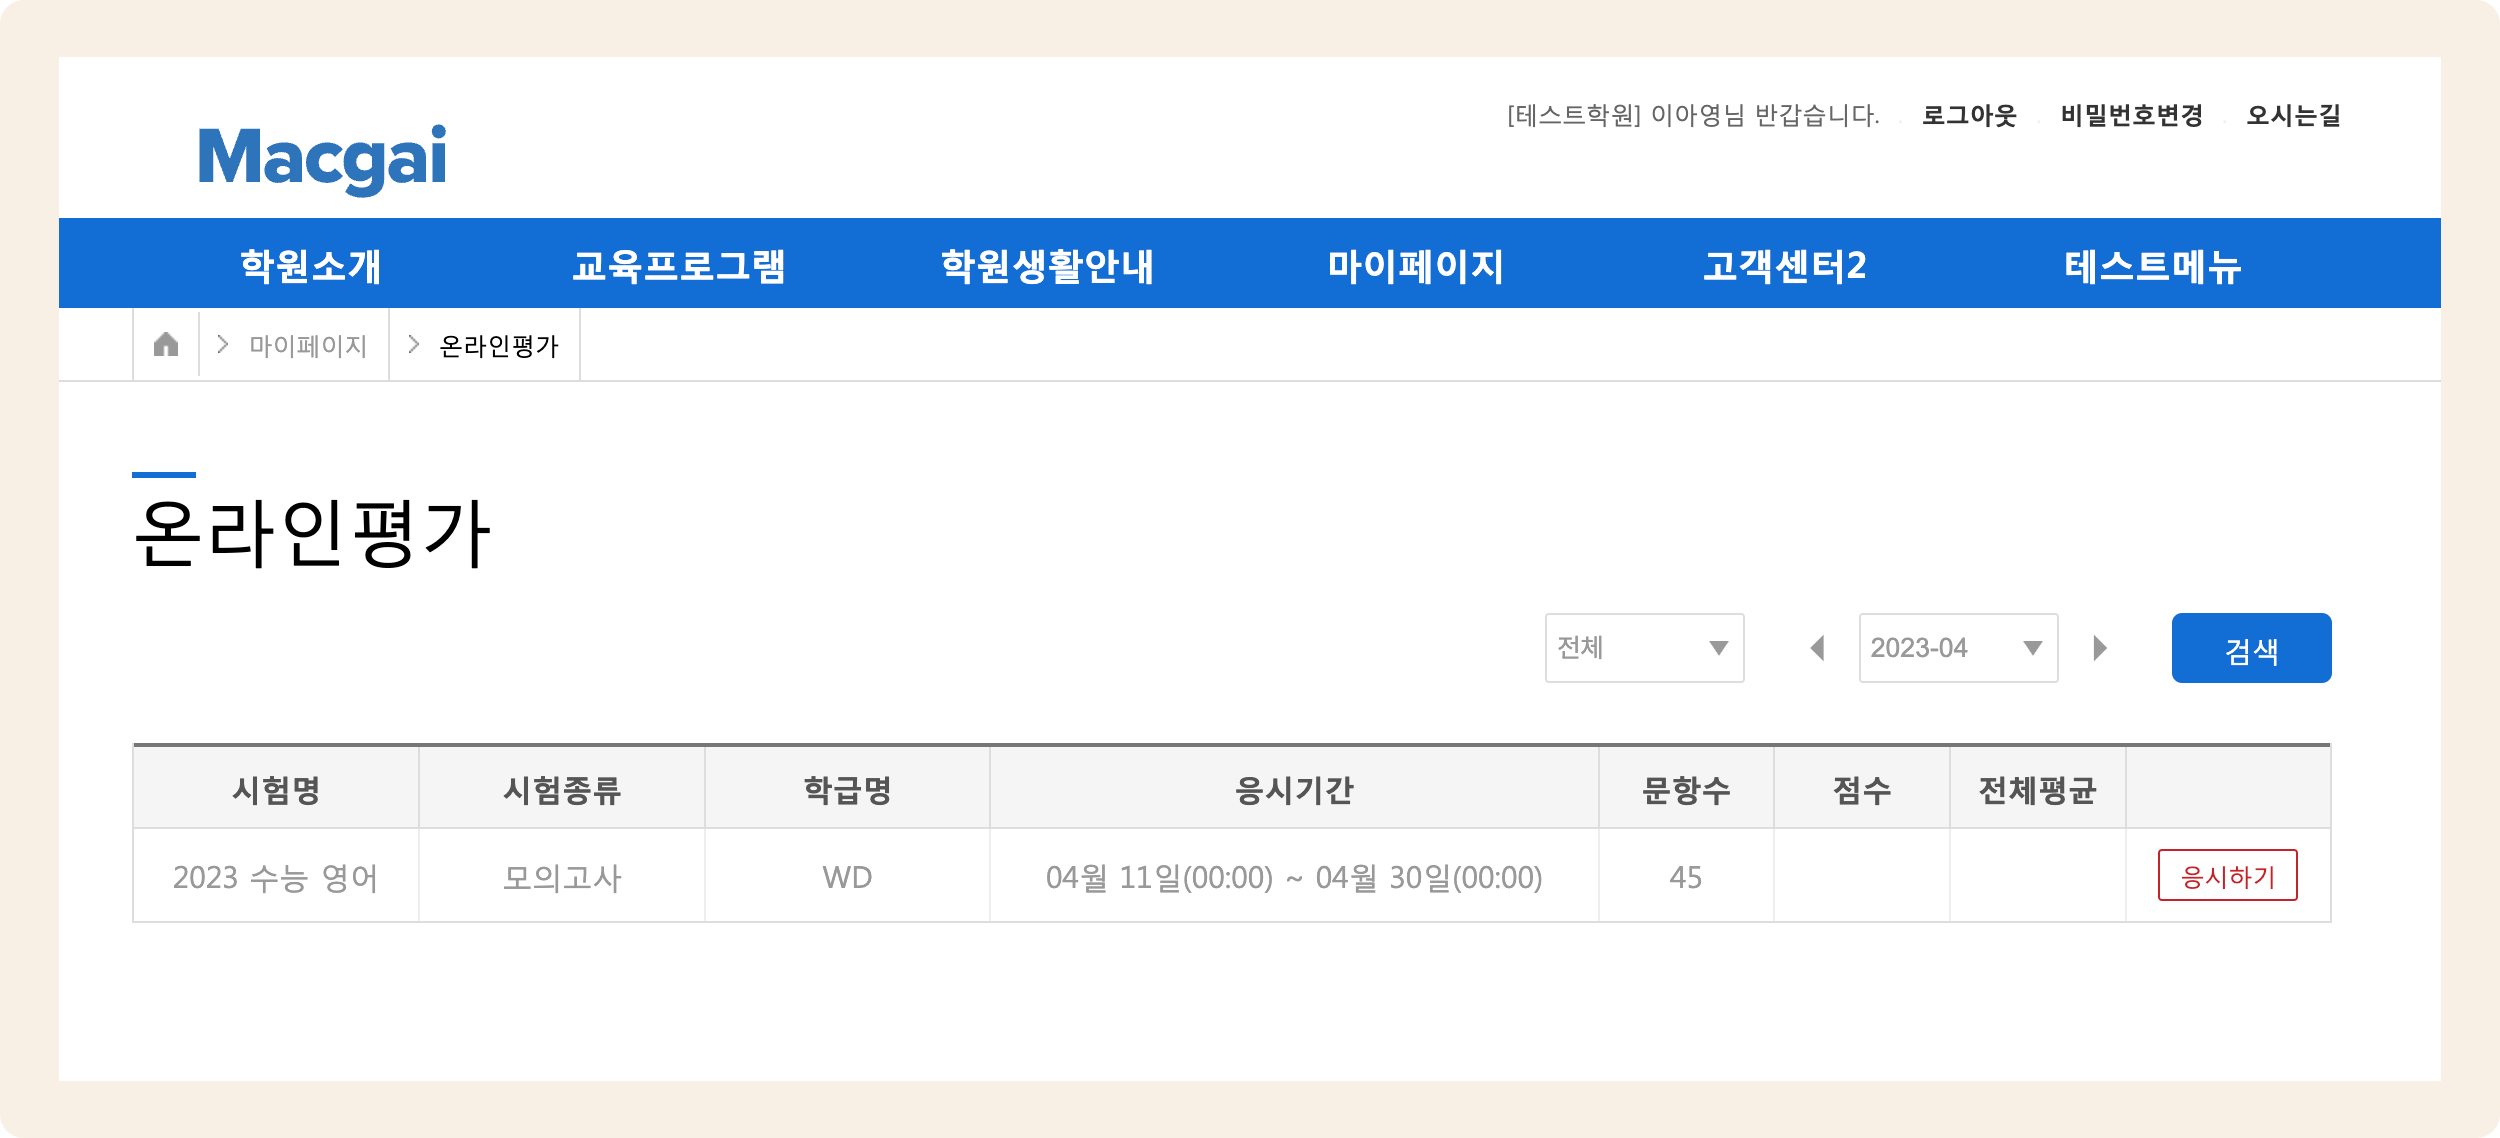 [테스트학원] 이아영님 반갑습니다. 로그아웃 비밀번호변경 오시는길
Macgai
학원소개 교육프로그램 학원생활안내 마이페이지 고객센터2 테스트메뉴
마이페이지 온라인평가
온라인평가
전체 2023-04 검색
시험명 시험종류 학급명 응시기간 문항수 점수 전체평균
2023 수능 영어 모의고사 WD 04월 11일(00:00) ~ 04월 30일(00:00) 45 응시하기